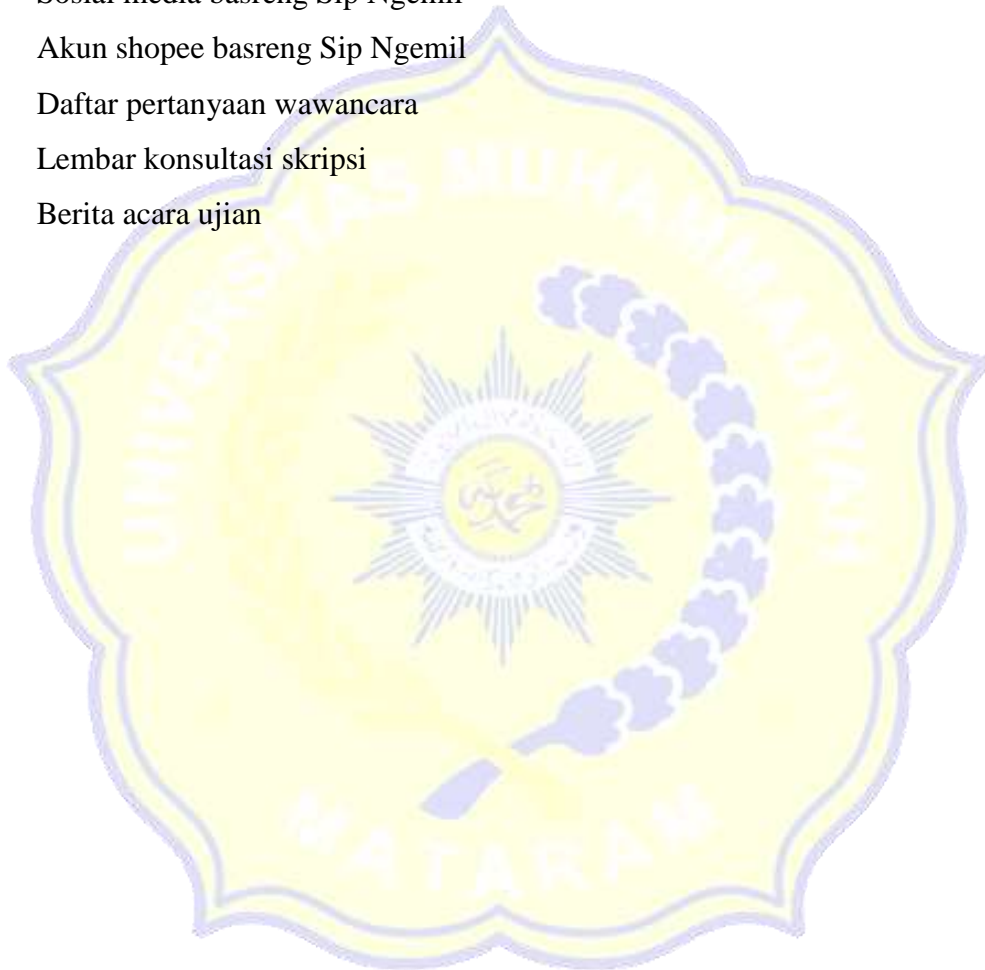 Sosial media basreng Sip Ngemil
Akun shopee basreng Sip Ngemil
Daftar pertanyaan wawancara
Lembar konsultasi skripsi
Berita acara ujian
UNIVERSITAS MUHAMMADIYAH
MATARAM